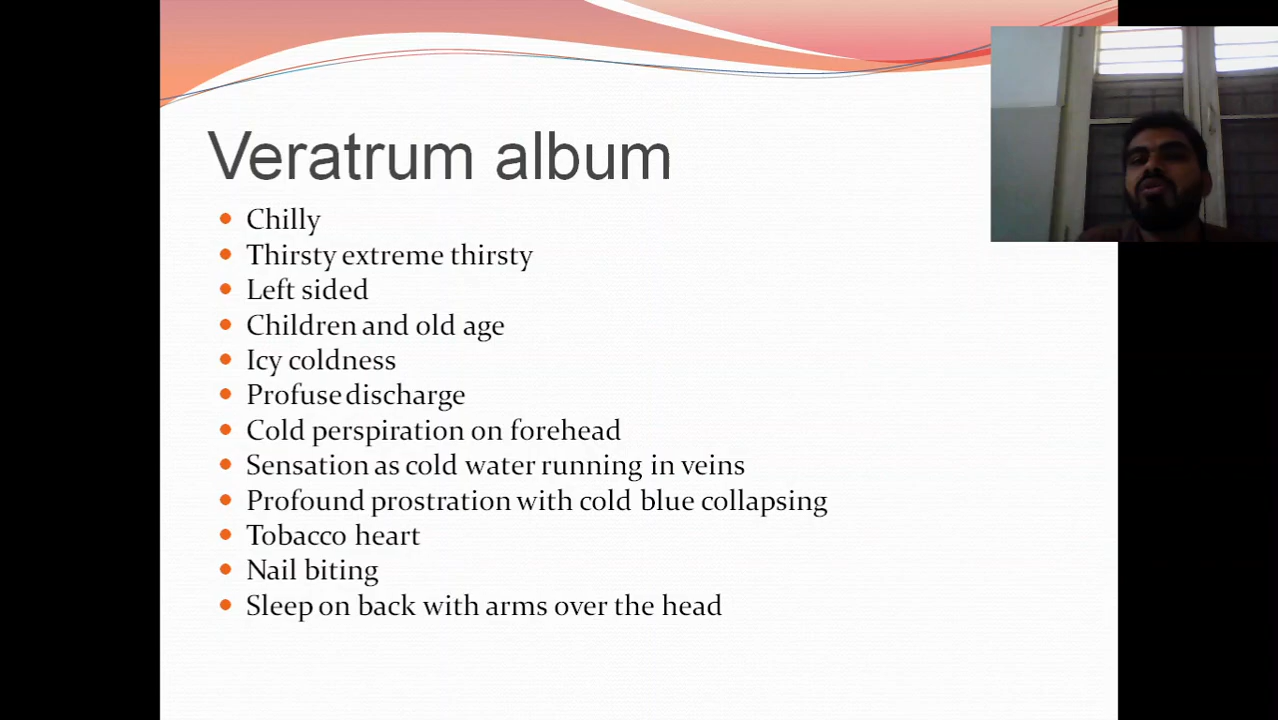 Veratrum album
Chilly
Thirsty extreme thirsty
Left sided
Children and old age
Icy coldness
Profuse discharge
Cold perspiration on forehead
Sensation as cold water running in veins
Profound prostration with cold blue collapsing
Tobacco heart
Nail biting
Sleep on back with arms over the head